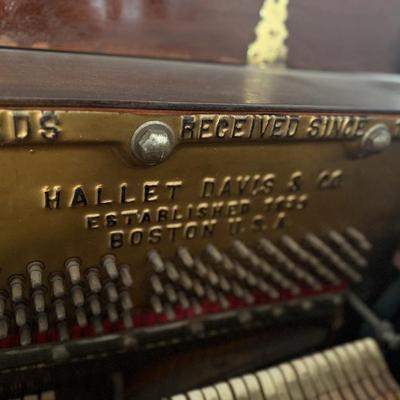 DS RECEIVED SINCE
HALLET DAVIS & CO.
ESTABLISHED 1839
BOSTON U.S.A.